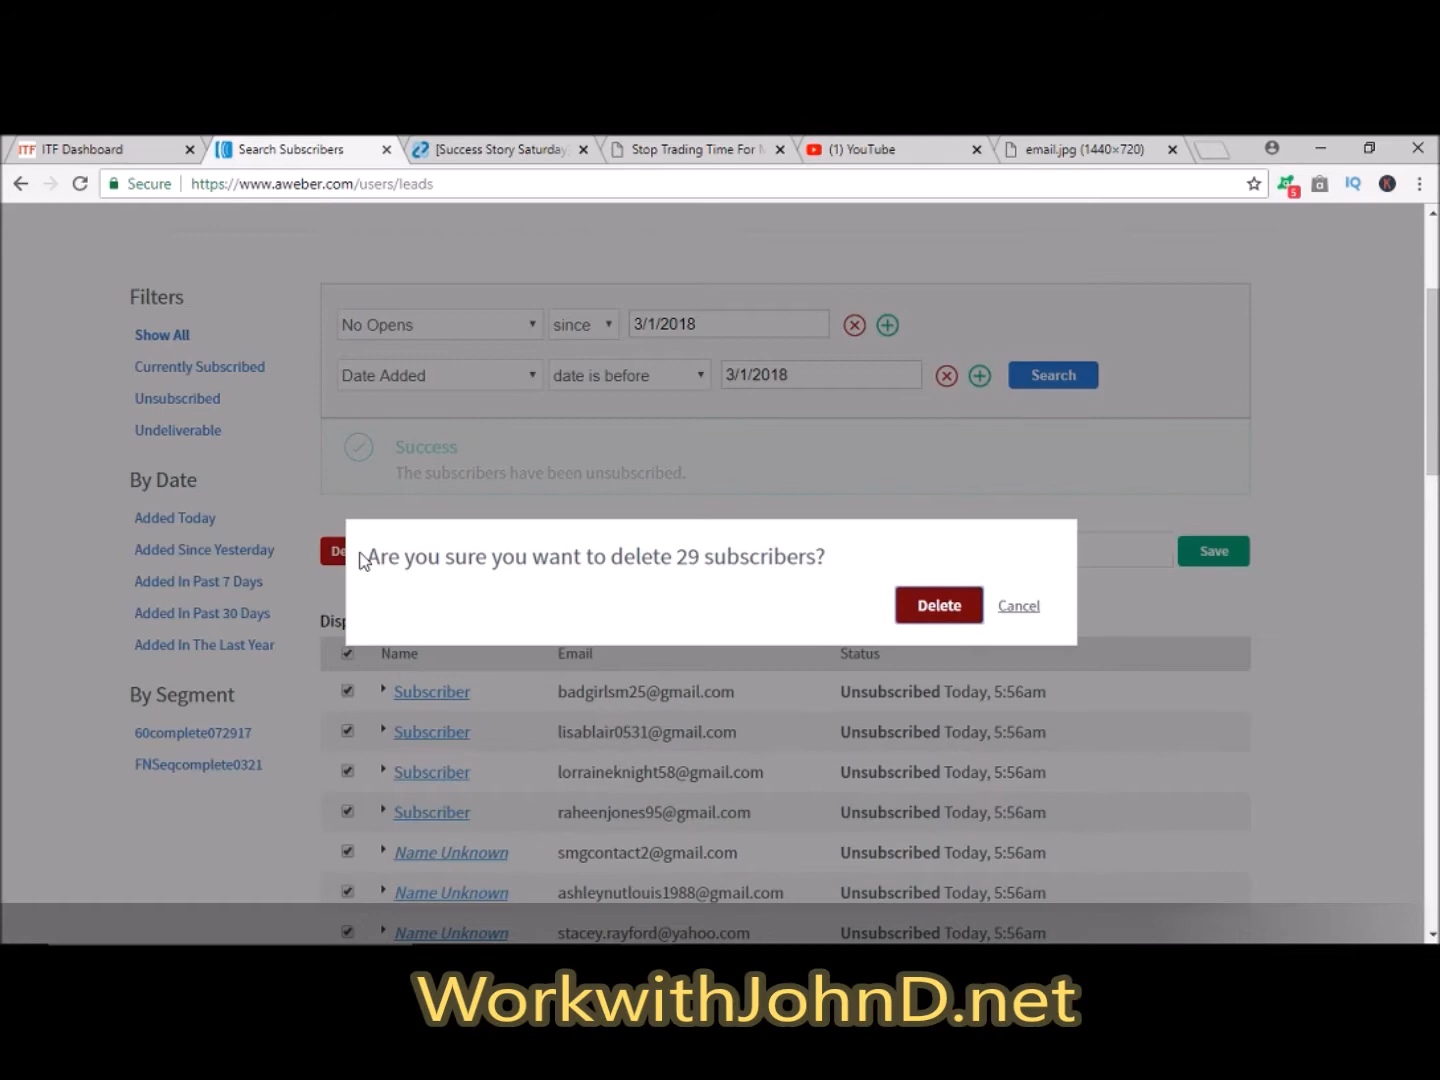 ITF ITF Dashboard
Search Subscribers
[Success Story Saturday
Stop Trading Time For
(1) YouTube
email.jpg (1440×720)
Secure
https://www.aweber.com/users/leads
5
a
IQ
K
Filters
Show All
Currently Subscribed
Unsubscribed
Undeliverable
By Date
Added Today
Added Since Yesterday
Added In Past 7 Days
Added In Past 30 Days
Added In The Last Year
By Segment
60complete072917
FNSeqcomplete0321
No Opens since 3/1/2018
Date Added date is before 3/1/2018 Search
Success
The subscribers have been unsubscribed.
Save
Are you sure you want to delete 29 subscribers?
Delete Cancel
Name Email Status
Subscriber badgirlsm25@gmail.com Unsubscribed Today, 5:56am
Subscriber lisablair0531@gmail.com Unsubscribed Today, 5:56am
Subscriber lorraineknight58@gmail.com Unsubscribed Today, 5:56am
Subscriber raheenjones95@gmail.com Unsubscribed Today, 5:56am
Name Unknown smgcontact2@gmail.com Unsubscribed Today, 5:56am
Name Unknown ashleynutlouis1988@gmail.com Unsubscribed Today, 5:56am
Name Unknown stacey.rayford@yahoo.com Unsubscribed Today, 5:56am
WorkwithJohnD.net